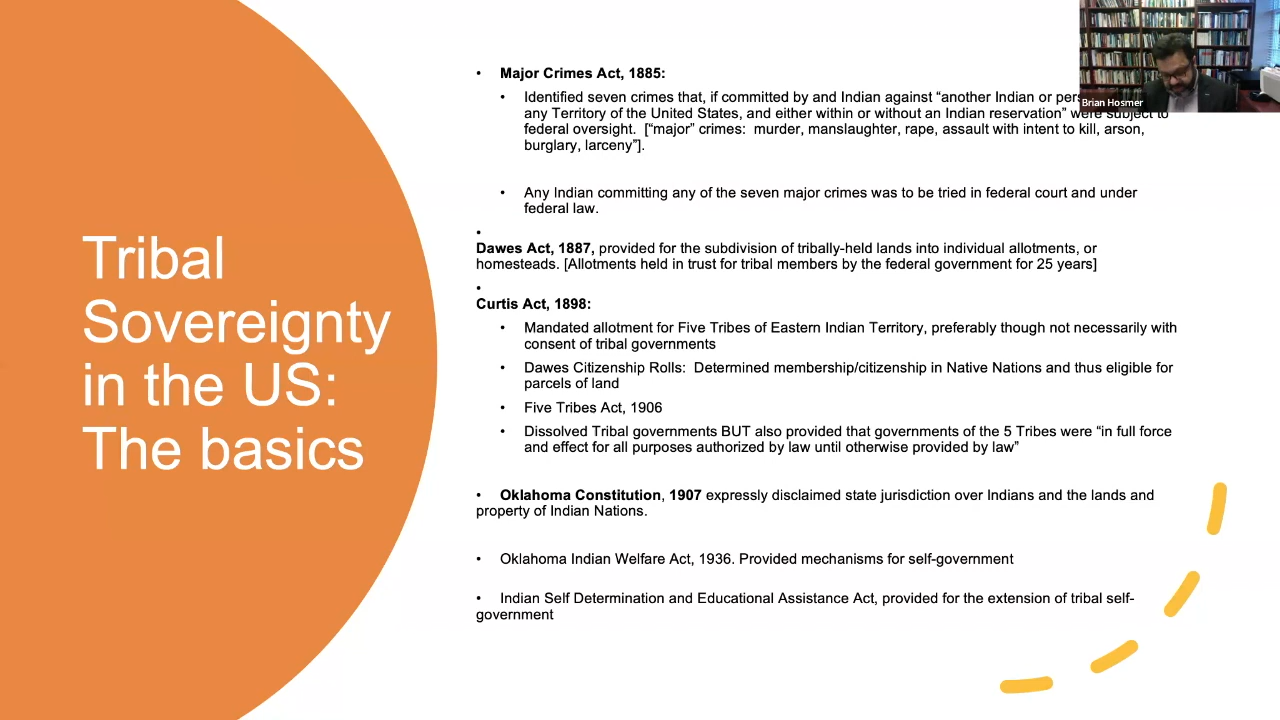 Tribal
Sovereignty
in the US:
The basics
• Major Crimes Act, 1885:
• Identified seven crimes that, if committed by and Indian against “another Indian or
any Territory of the United States, and either within or without an Indian reservation” were subject to
federal oversight. [“major” crimes: murder, manslaughter, rape, assault with intent to kill, arson,
burglary, larceny”].
• Any Indian committing any of the seven major crimes was to be tried in federal court and under
federal law.
•
Dawes Act, 1887, provided for the subdivision of tribally-held lands into individual allotments, or
homesteads. [Allotments held in trust for tribal members by the federal government for 25 years]
•
Curtis Act, 1898:
• Mandated allotment for Five Tribes of Eastern Indian Territory, preferably though not necessarily with
consent of tribal governments
• Dawes Citizenship Rolls: Determined membership/citizenship in Native Nations and thus eligible for
parcels of land
• Five Tribes Act, 1906
• Dissolved Tribal governments BUT also provided that governments of the 5 Tribes were “in full force
and effect for all purposes authorized by law until otherwise provided by law”
• Oklahoma Constitution, 1907 expressly disclaimed state jurisdiction over Indians and the lands and
property of Indian Nations.
• Oklahoma Indian Welfare Act, 1936. Provided mechanisms for self-government
• Indian Self Determination and Educational Assistance Act, provided for the extension of tribal self-
government
Brian Hosmer